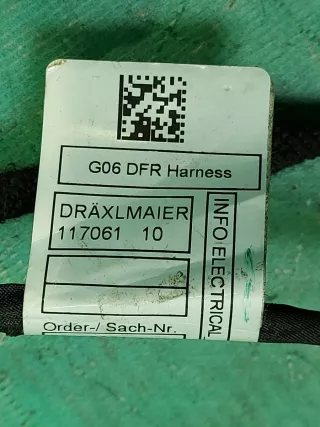 G06 DFR Harness
DRÄXLMAIER
117061 10
INFO ELECTRICAL
Order-/ Sach-Nr.